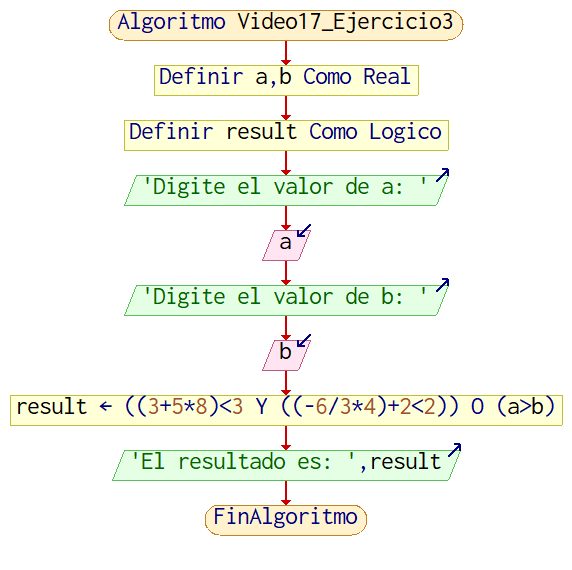 Algoritmo Video17_Ejercicio3
Definir a,b Como Real
Definir result Como Logico
'Digite el valor de a: '
a
'Digite el valor de b: '
b
result ← ((3+5*8)<3 Y ((-6/3*4)+2<2)) O (a>b)
'El resultado es: ',result
FinAlgoritmo